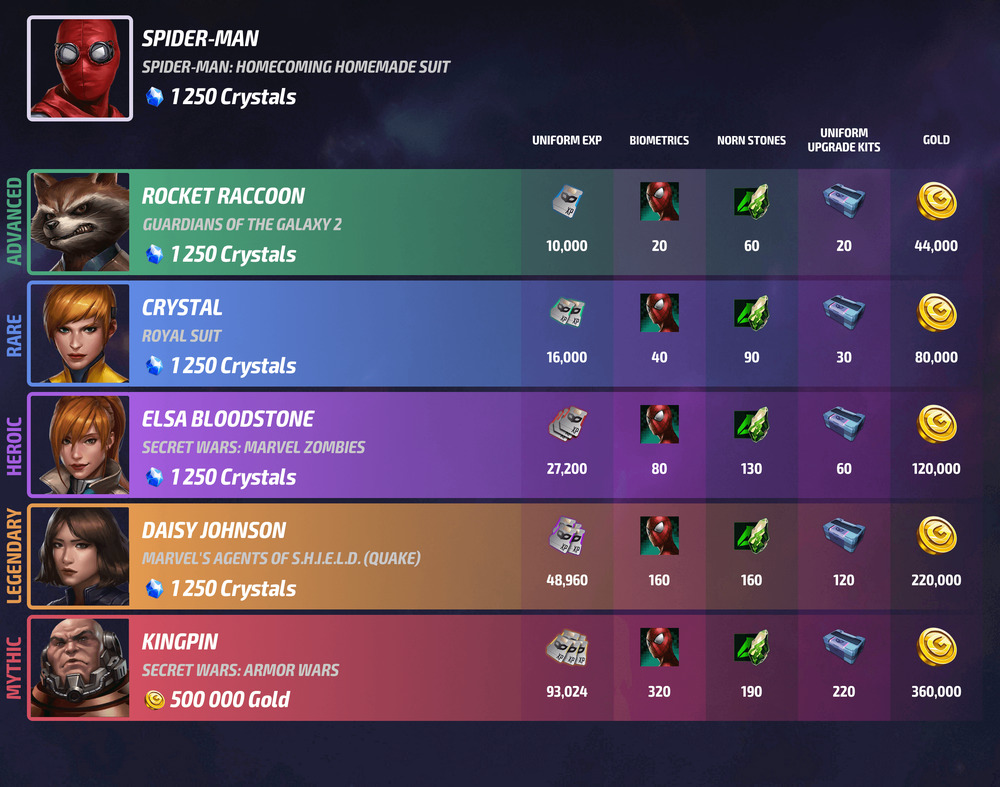 SPIDER-MAN
SPIDER-MAN: HOMECOMING HOMEMADE SUIT
1 250 Crystals
UNIFORM EXP
BIOMETRICS
NORN STONES
UNIFORM
UPGRADE KITS
GOLD
ADVANCED
ROCKET RACCOON
GUARDIANS OF THE GALAXY 2
1 250 Crystals
10,000
20
60
20
44,000
RARE
CRYSTAL
ROYAL SUIT
1 250 Crystals
16,000
40
90
30
80,000
HEROIC
ELSA BLOODSTONE
SECRET WARS: MARVEL ZOMBIES
1 250 Crystals
27,200
80
130
60
120,000
LEGENDARY
DAISY JOHNSON
MARVEL'S AGENTS OF S.H.I.E.L.D. (QUAKE)
1 250 Crystals
48,960
160
160
120
220,000
MYTHIC
KINGPIN
SECRET WARS: ARMOR WARS
500 000 Gold
93,024
320
190
220
360,000